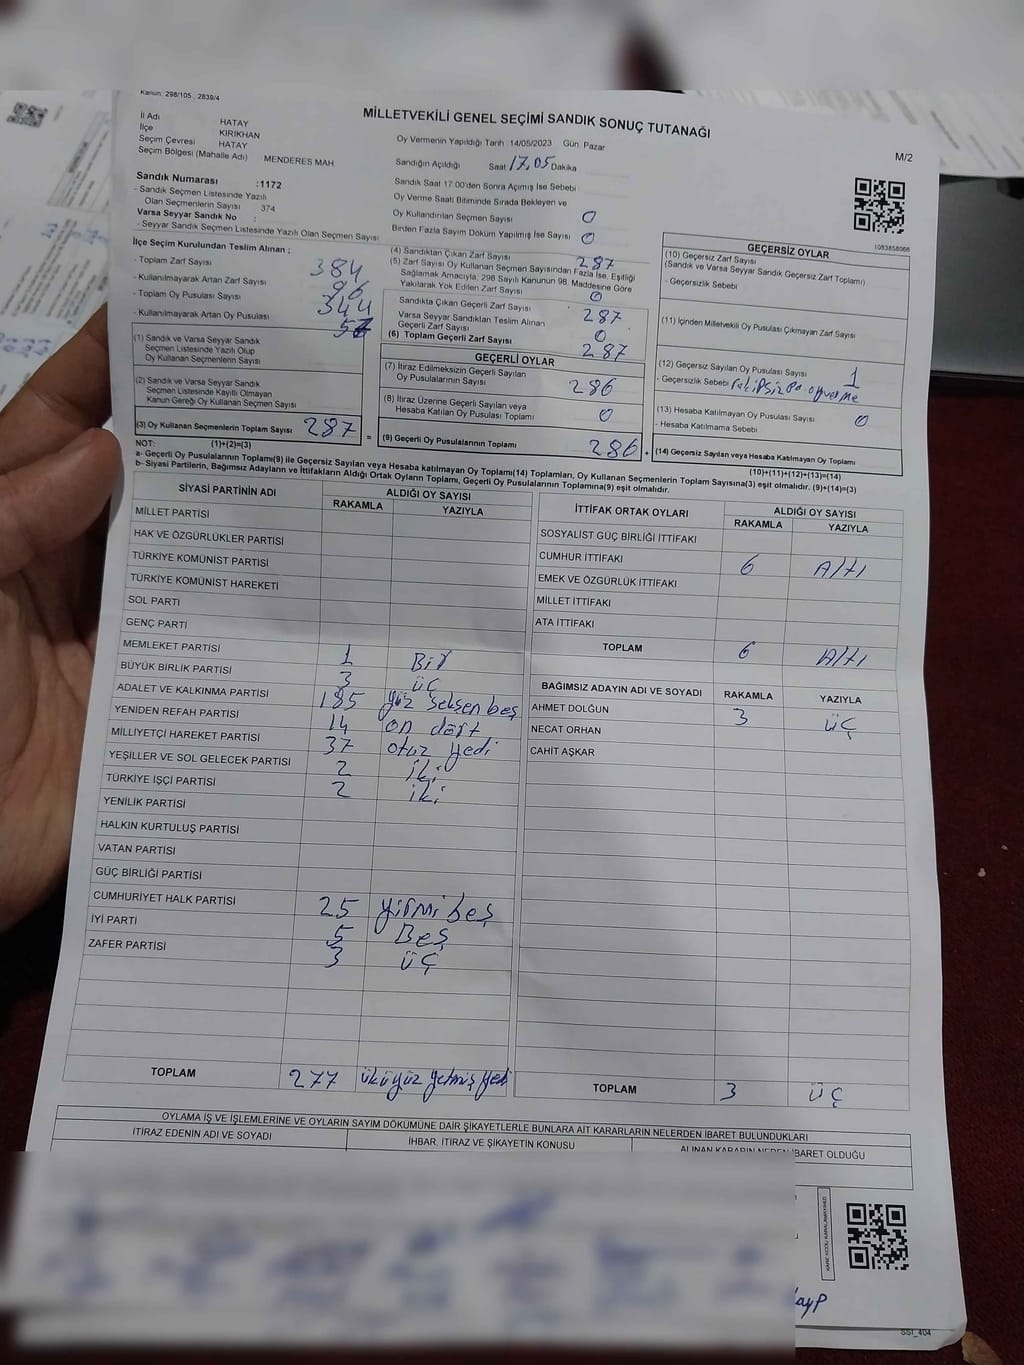 Kanun: 298/105 , 2839/4
MİLLETVEKİLİ GENEL SEÇİMİ SANDIK SONUÇ TUTANAĞI
M/2
İl Adı HATAY
İlçe KIRIKHAN
Seçim Çevresi HATAY
Seçim Bölgesi (Mahalle Adı) MENDERES MAH
Sandık Numarası :1172
- Sandık Seçmen Listesinde Yazılı
Olan Seçmenlerin Sayısı 374
Varsa Seyyar Sandık No :
- Seyyar Sandık Seçmen Listesinde Yazılı Olan Seçmen Sayısı
Oy Vermenin Yapıldığı Tarih 14/05/2023 Gün Pazar
Sandığın Açıldığı Saat 17.05 Dakika
Sandık Saat 17:00'den Sonra Açımış İse Sebebi
Oy Verme Saati Bitiminde Sırada Bekleyen ve
Oy Kullandırılan Seçmen Sayısı 0
Birden Fazla Sayım Döküm Yapılmış İse Sayısı 0
1083858066
İlçe Seçim Kurulundan Teslim Alınan ;
- Toplam Zarf Sayısı 384
- Kullanılmayarak Artan Zarf Sayısı 96
- Toplam Oy Pusulası Sayısı 344
- Kullanılmayarak Artan Oy Pusulası
(1) Sandık ve Varsa Seyyar Sandık
Seçmen Listesinde Yazılı Olup
Oy Kullanan Seçmenlerin Sayısı
(2) Sandık ve Varsa Seyyar Sandık
Seçmen Listesinde Kayıtlı Olmayan
Kanun Gereği Oy Kullanan Seçmen Sayısı
(3) Oy Kullanan Seçmenlerin Toplam Sayısı 287
(4) Sandıktan Çıkan Zarf Sayısı 287
(5) Zarf Sayısı Oy Kullanan Seçmen Sayısından Fazla İse, Eşitliği
Sağlamak Amacıyla, 298 Sayılı Kanunun 98. Maddesine Göre
Yakılarak Yok Edilen Zarf Sayısı 0
Sandıkta Çıkan Geçerli Zarf Sayısı 287
Varsa Seyyar Sandıktan Teslim Alınan
Geçerli Zarf Sayısı 0
(6) Toplam Geçerli Zarf Sayısı 287
GEÇERLİ OYLAR
(7) İtiraz Edilmeksizin Geçerli Sayılan
Oy Pusulalarının Sayısı 286
(8) İtiraz Üzerine Geçerli Sayılan veya
Hesaba Katılan Oy Pusulası Toplamı 0
= (9) Geçerli Oy Pusulalarının Toplamı 286 +
GEÇERSİZ OYLAR
(10) Geçersiz Zarf Sayısı
(Sandık ve Varsa Seyyar Sandık Geçersiz Zarf Toplamı)
- Geçersizlik Sebebi
(11) İçinden Milletvekili Oy Pusulası Çıkmayan Zarf Sayısı
(12) Geçersiz Sayılan Oy Pusulası Sayısı 1
- Geçersizlik Sebebi
(13) Hesaba Katılmayan Oy Pusulası Sayısı 0
- Hesaba Katılmama Sebebi
(14) Geçersiz Sayılan veya Hesaba Katılmayan Oy Toplamı
NOT: (1)+(2)=(3)
(10)+(11)+(12)+(13)=(14)
a- Geçerli Oy Pusulalarının Toplamı(9) ile Geçersiz Sayılan veya Hesaba katılmayan Oy Toplamı(14) Toplamları, Oy Kullanan Seçmenlerin Toplam Sayısına(3) eşit olmalıdır. (9)+(14)=(3)
b- Siyasi Partilerin, Bağımsız Adayların ve İttifakların Aldığı Ortak Oyların Toplamı, Geçerli Oy Pusulalarının Toplamına(9) eşit olmalıdır.
SİYASİ PARTİNİN ADI ALDIĞI OY SAYISI
RAKAMLA YAZIYLA
MİLLET PARTİSİ
HAK VE ÖZGÜRLÜKLER PARTİSİ
TÜRKİYE KOMÜNİST PARTİSİ
TÜRKİYE KOMÜNİST HAREKETİ
SOL PARTİ
GENÇ PARTİ
MEMLEKET PARTİSİ 1 Bir
BÜYÜK BİRLİK PARTİSİ 3 üç
ADALET VE KALKINMA PARTİSİ 185 yüz seksen beş
YENİDEN REFAH PARTİSİ 14 on dört
MİLLİYETÇİ HAREKET PARTİSİ 37 otuz yedi
YEŞİLLER VE SOL GELECEK PARTİSİ 2 iki
TÜRKİYE İŞÇİ PARTİSİ 2 iki
YENİLİK PARTİSİ
HALKIN KURTULUŞ PARTİSİ
VATAN PARTİSİ
GÜÇ BİRLİĞİ PARTİSİ
CUMHURİYET HALK PARTİSİ 25 yirmi beş
İYİ PARTİ 5 Beş
ZAFER PARTİSİ 3 üç
TOPLAM 277 ikiyüz yetmiş yedi
İTTİFAK ORTAK OYLARI ALDIĞI OY SAYISI
RAKAMLA YAZIYLA
SOSYALİST GÜÇ BİRLİĞİ İTTİFAKI
CUMHUR İTTİFAKI 6 Altı
EMEK VE ÖZGÜRLÜK İTTİFAKI
MİLLET İTTİFAKI
ATA İTTİFAKI
TOPLAM 6 Altı
BAĞIMSIZ ADAYIN ADI VE SOYADI RAKAMLA YAZIYLA
AHMET DOLĞUN 3 üç
NECAT ORHAN
CAHİT AŞKAR
TOPLAM 3 üç
OYLAMA İŞ VE İŞLEMLERİNE VE OYLARIN SAYIM DÖKÜMÜNE DAİR ŞİKAYETLERLE BUNLARA AİT KARARLARIN NELERDEN İBARET BULUNDUKLARI
İTİRAZ EDENİN ADI VE SOYADI İHBAR, İTİRAZ VE ŞİKAYETİN KONUSU ALINAN KARARIN NEDEN İBARET OLDUĞU
KARE KODU KARALAMAYINIZ!
SSI_404